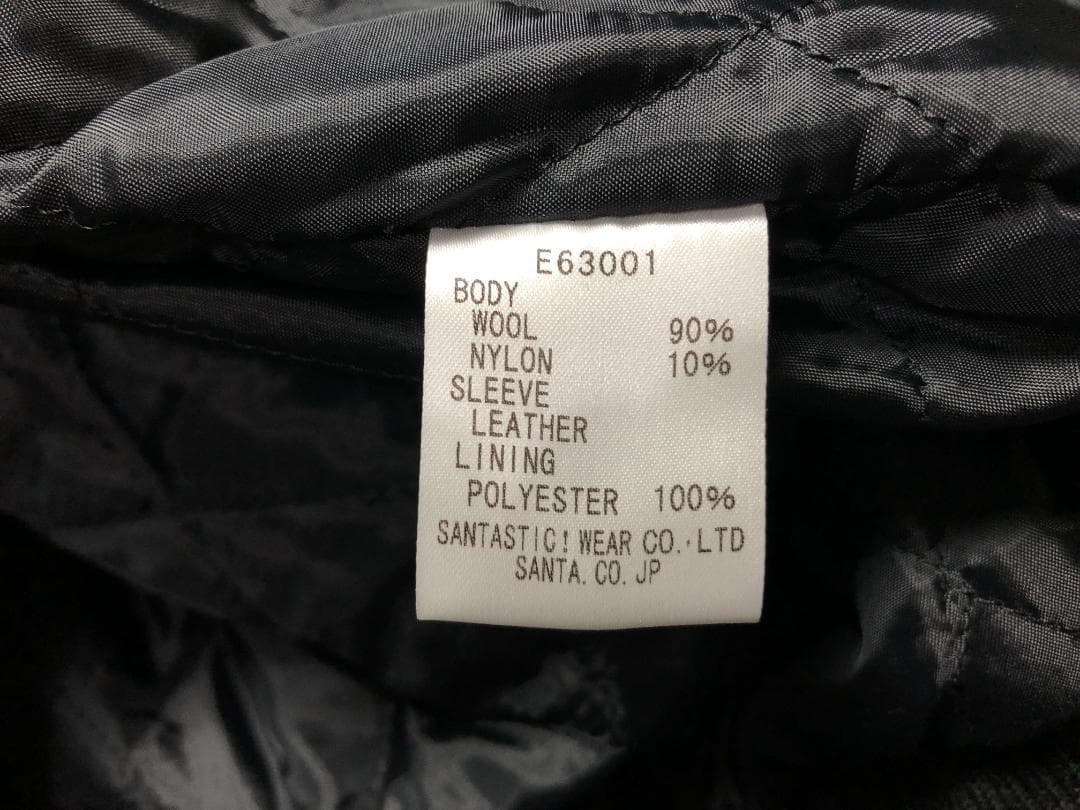 E63001
BODY
WOOL 90%
NYLON 10%
SLEEVE
LEATHER
LINING
POLYESTER 100%
SANTASTIC! WEAR CO.·LTD
SANTA. CO. JP